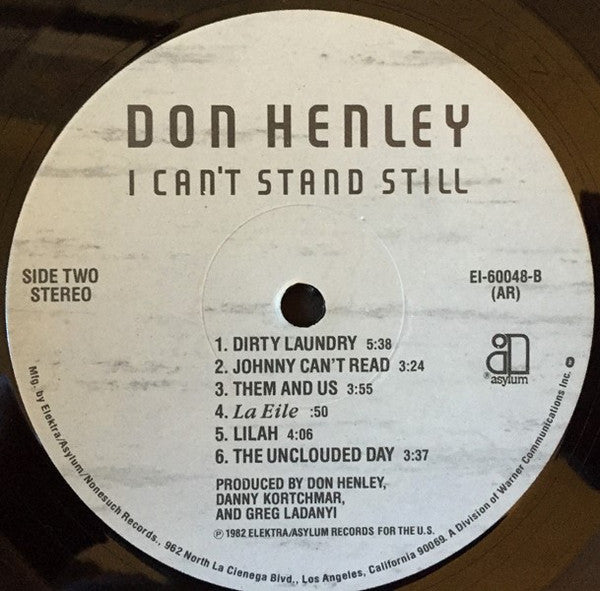 DON HENLEY
I CAN'T STAND STILL
SIDE TWO
STEREO
EI-60048-B
(AR)
1. DIRTY LAUNDRY 5:38
2. JOHNNY CAN'T READ 3:24
3. THEM AND US 3:55
4. La Eile :50
5. LILAH 4:06
6. THE UNCLOUDED DAY 3:37
asylum
PRODUCED BY DON HENLEY,
DANNY KORTCHMAR,
AND GREG LADANYI
℗ 1982 ELEKTRA/ASYLUM RECORDS FOR THE U.S.
Mfg. by Elektra/Asylum/Nonesuch Records., 962 North La Cienega Blvd., Los Angeles, California 90069. A Division of Warner Communications Inc.